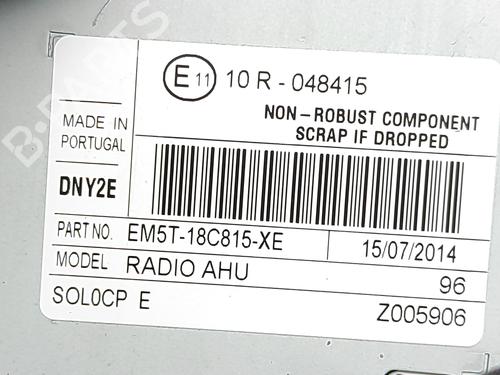 E 11 10 R - 048415
NON - ROBUST COMPONENT
SCRAP IF DROPPED
MADE IN
PORTUGAL
DNY2E
PART NO. EM5T-18C815-XE 15/07/2014
MODEL RADIO AHU 96
SOL0CP E Z005906
B-PARTS